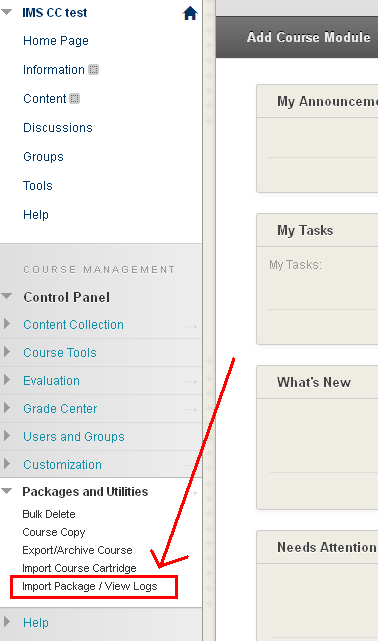 IMS CC test
Home Page
Information
Content
Discussions
Groups
Tools
Help
COURSE MANAGEMENT
Control Panel
Content Collection
Course Tools
Evaluation
Grade Center
Users and Groups
Customization
Packages and Utilities
Bulk Delete
Course Copy
Export/Archive Course
Import Course Cartridge
Import Package / View Logs
Help
Add Course Module
My Announceme
My Tasks
My Tasks:
What's New
Needs Attention